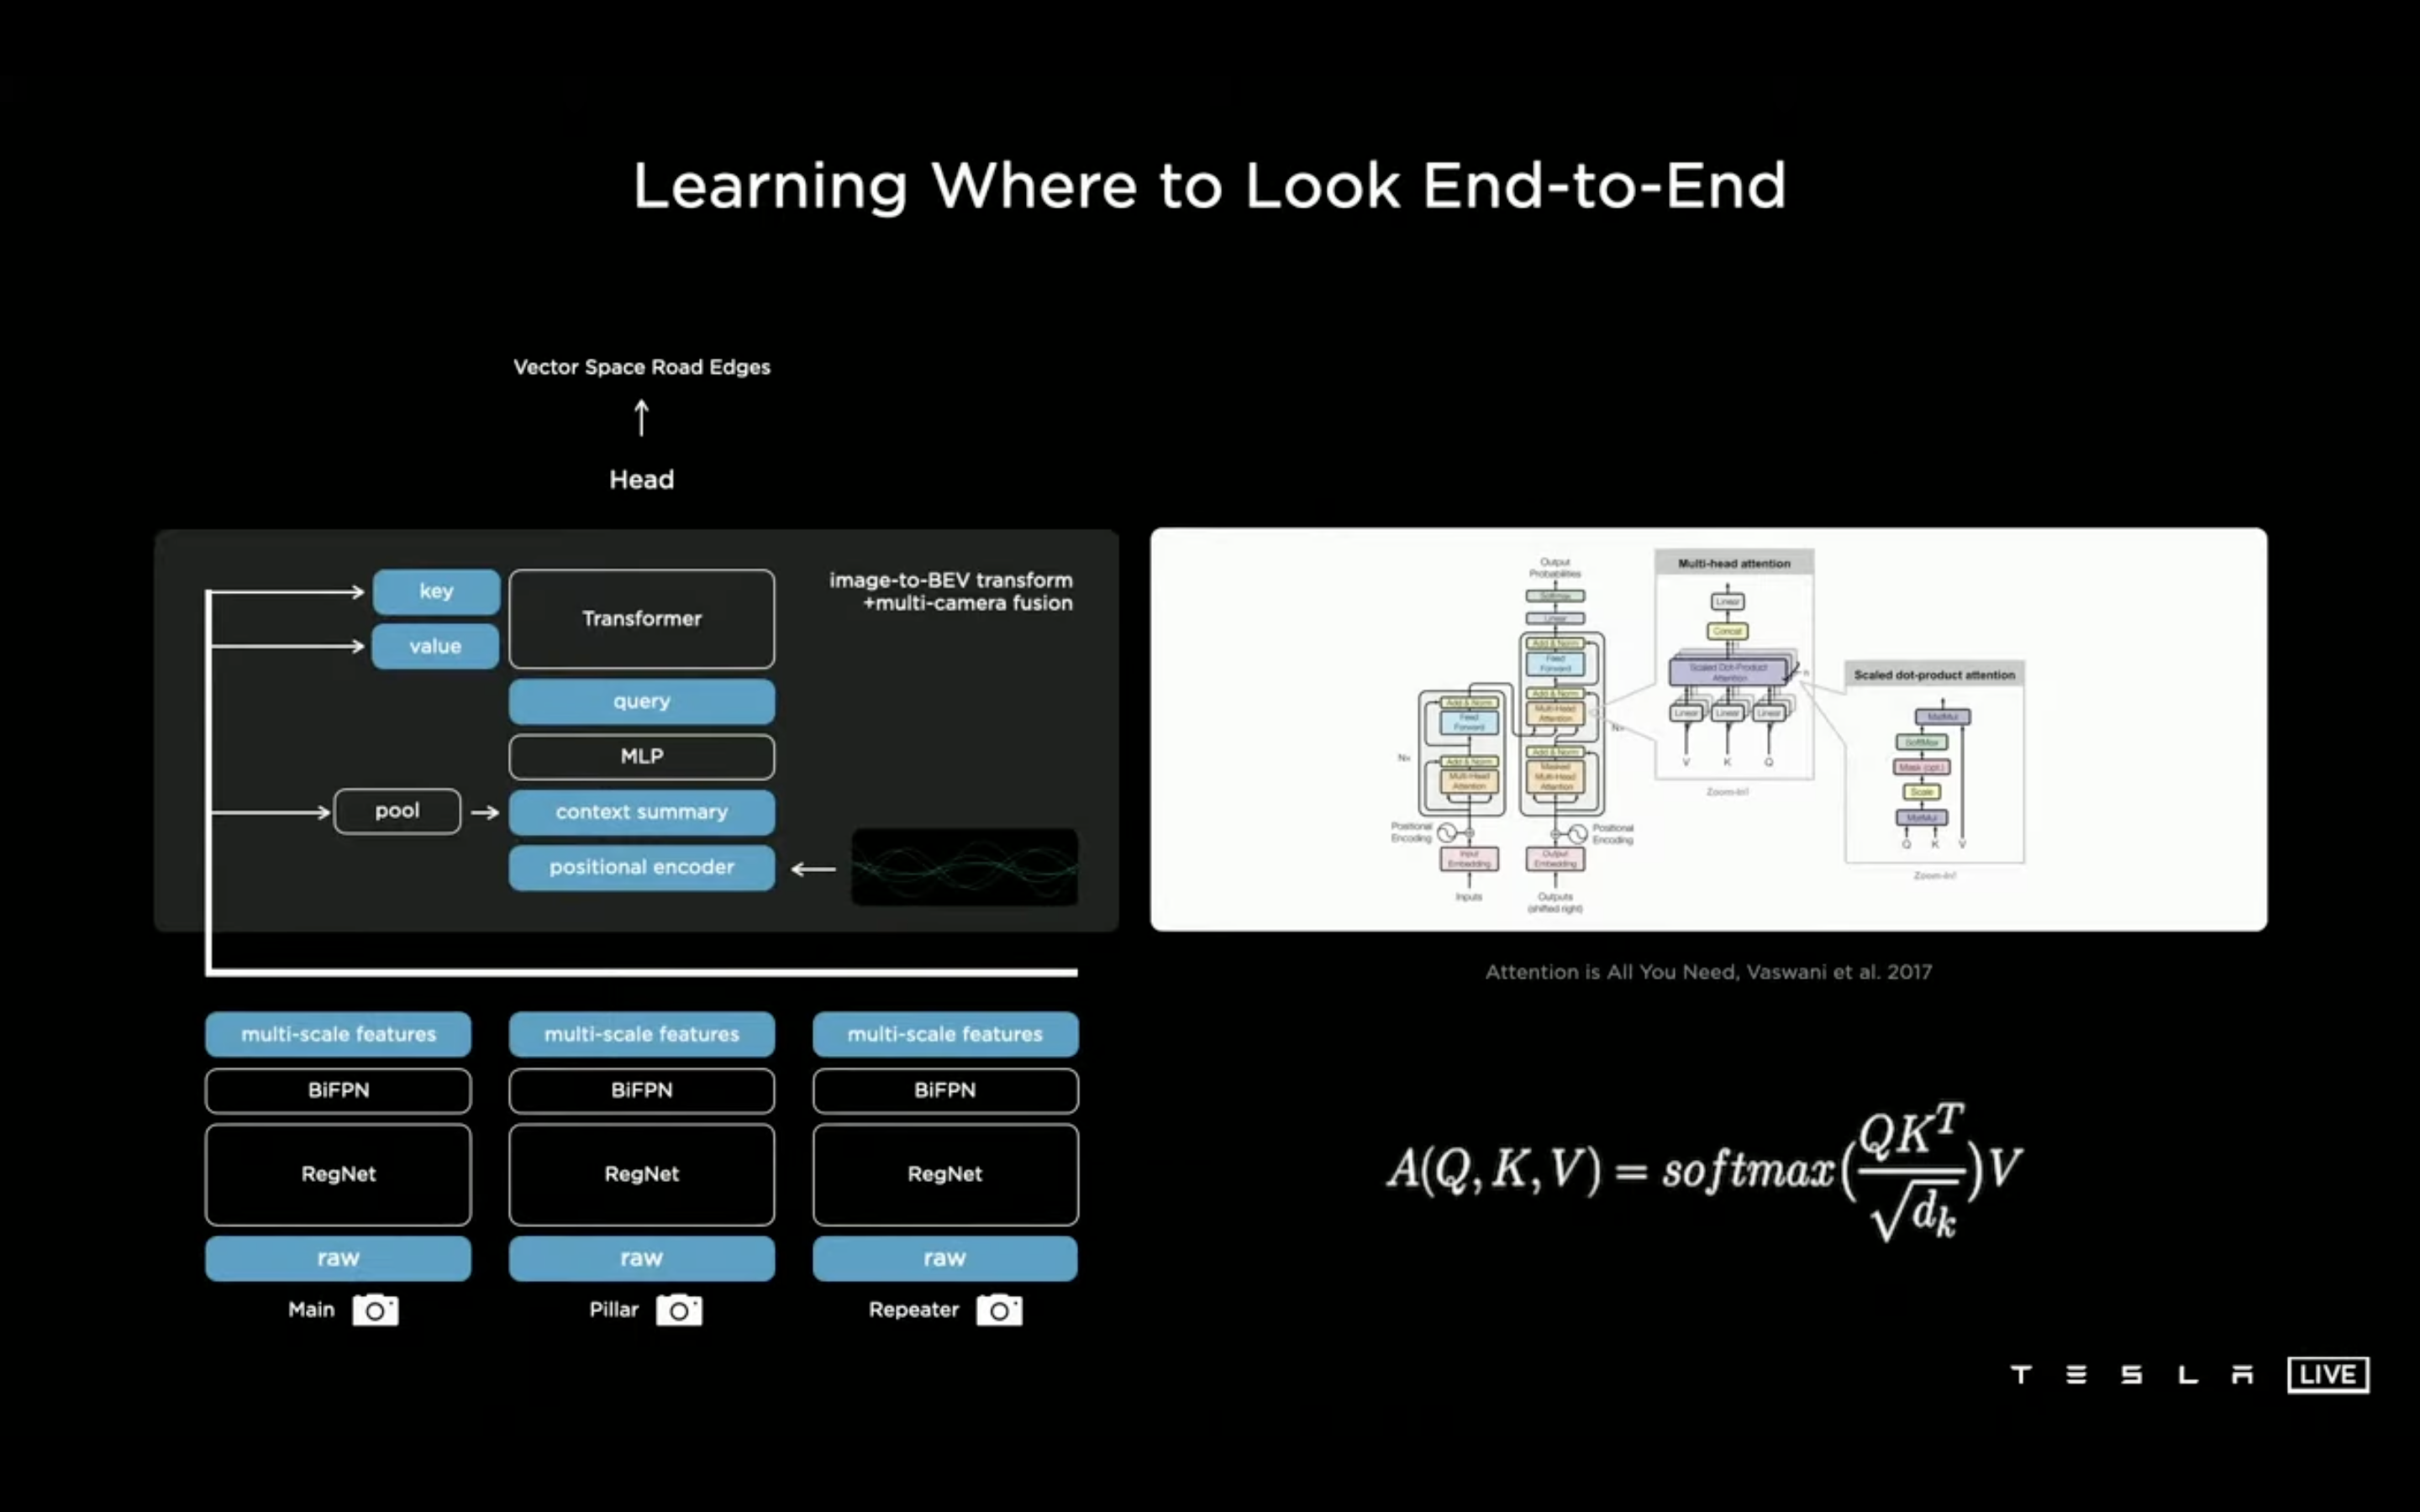 Learning Where to Look End-to-End
Vector Space Road Edges
Head
key
value
Transformer
image-to-BEV transform
+multi-camera fusion
query
MLP
pool
context summary
positional encoder
multi-scale features
multi-scale features
multi-scale features
BiFPN
BiFPN
BiFPN
RegNet
RegNet
RegNet
raw
raw
raw
Main
Pillar
Repeater
Output
Probabilities
Softmax
Linear
Add & Norm
Feed
Forward
Add & Norm
Multi-Head
Attention
Add & Norm
Masked
Multi-Head
Attention
Nx
Add & Norm
Feed
Forward
Add & Norm
Multi-Head
Attention
Nx
Positional
Encoding
Positional
Encoding
Input
Embedding
Output
Embedding
Inputs
Outputs
(shifted right)
Multi-head attention
Linear
Concat
Scaled Dot-Product
Attention
h
Linear
Linear
Linear
V
K
Q
Zoom-In!
Scaled dot-product attention
MatMul
SoftMax
Mask (opt.)
Scale
MatMul
Q
K
V
Zoom-In!
Attention is All You Need, Vaswani et al. 2017
A(Q, K, V) = softmax(QK^T/√d_k)V
TESLA LIVE